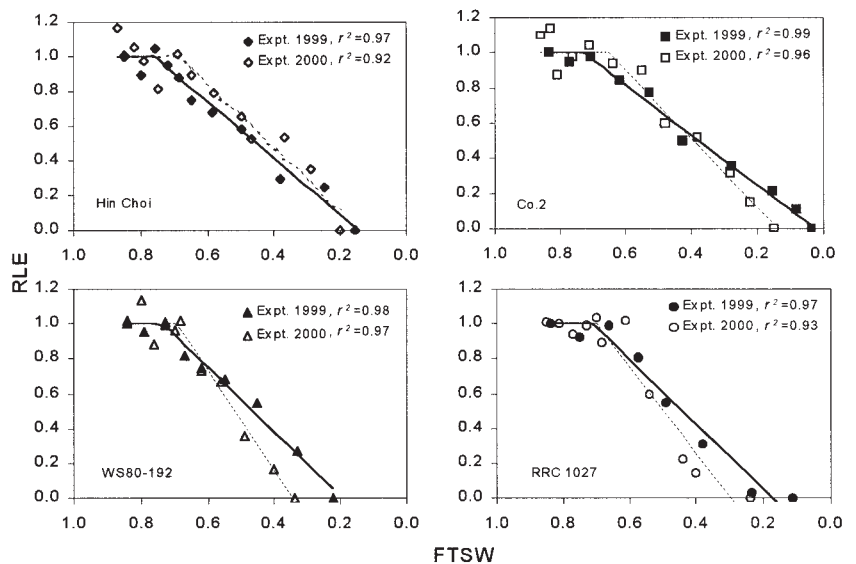 Expt. 1999, r²=0.97
Expt. 2000, r²=0.92
1.2
1.0
0.8
0.6
0.4
0.2
0.0
Hin Choi
1.0 0.8 0.6 0.4 0.2 0.0
Expt. 1999, r²=0.99
Expt. 2000, r²=0.96
1.2
1.0
0.8
0.6
0.4
0.2
0.0
Co.2
1.0 0.8 0.6 0.4 0.2 0.0
RLE
Expt. 1999, r²=0.98
Expt. 2000, r²=0.97
1.2
1.0
0.8
0.6
0.4
0.2
0.0
WS80-192
1.0 0.8 0.6 0.4 0.2 0.0
Expt. 1999, r²=0.97
Expt. 2000, r²=0.93
1.2
1.0
0.8
0.6
0.4
0.2
0.0
RRC 1027
1.0 0.8 0.6 0.4 0.2 0.0
FTSW